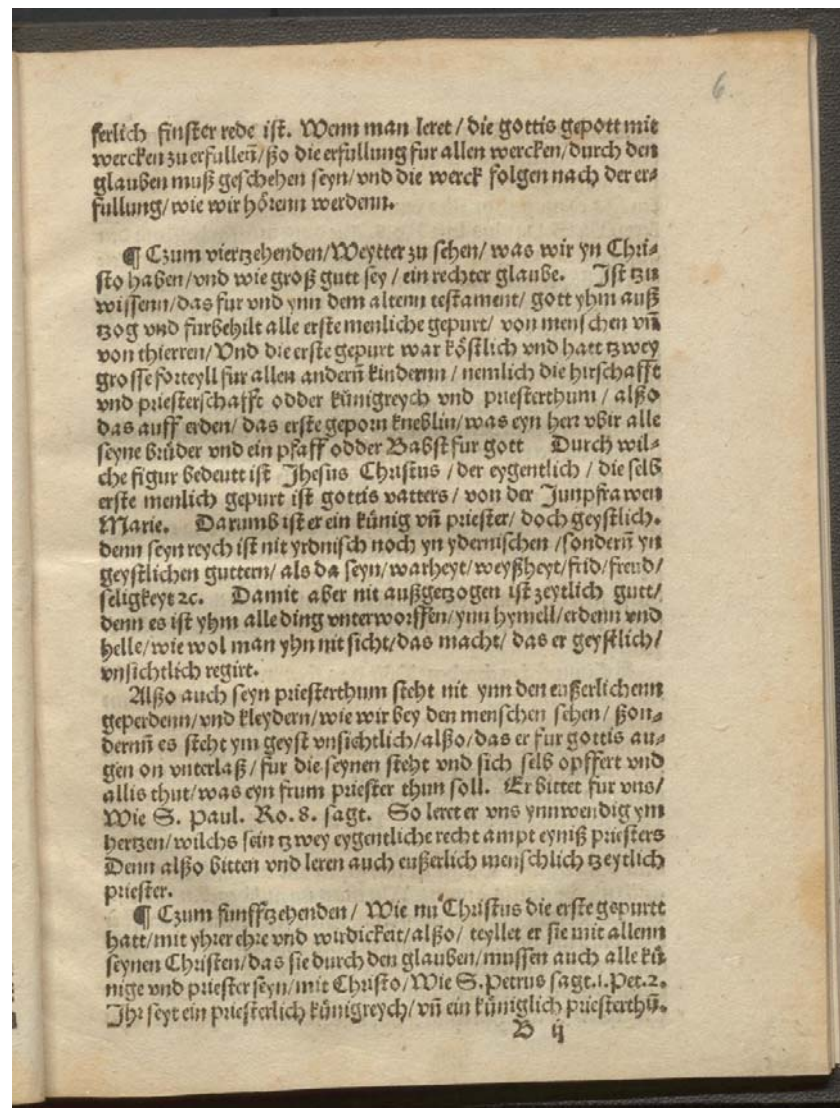 6.
ferlich finster rede ist. Wenn man leret / die gottis gepott mit
wercken zu erfullen̄/ ßo die erfullung fur allen wercken/ durch den
glauben muß geschehen seyn/ vnd die werck folgen nach der er⸗
fullung/ wie wir hörenn werdenn.
¶ Czum viertzehenden/ Weytter zu sehen/ was wir yn Chri⸗
sto haben/ vnd wie groß gutt sey / ein rechter glaube. Ist tzu
wissenn/ das fur vnd ynn dem altenn testament/ gott yhm auß
tzog vnd furbehilt alle erste menliche gepurt/ von menschen vn̄
von thierren/ Vnd die erste gepurt war köstlich vnd hatt tzwey
grosse forteyll fur allen andern̄ kindernn / nemlich die hirschafft
vnd priesterschafft odder künigreych vnd priesterthum / alßo
das auff erden/ das erste geporn kneblin/ was eyn herr vbir alle
seyne brüder vnd ein pfaff odder Babst fur gott Durch wil⸗
che figur bedeutt ist Jhesus Christus / der eygentlich / die selb
erste menlich gepurt ist gottis vatters / von der Junpfrawen
Marie. Darumb ist er ein künig vn̄ priester/ doch geystlich.
denn seyn reych ist nit yrdnisch noch yn ydernischen / sondern̄ yn
geystlichen guttern/ als da seyn/ warheyt/ weyßheyt/ frid/ freud/
seligkeyt ꝛc. Damit aber nit außgetzogen ist zeytlich gutt/
denn es ist yhm alle ding vnterworffen/ ynn hymell/ erdenn vnd
helle/ wie wol man yhn nit sicht/ das macht/ das er geystlich/
vnsichtlich regirt.
Alßo auch seyn priesterthum steht nit ynn den eußerlichenn
geperdenn/ vnd kleydern/ wie wir bey den menschen sehen / ßon⸗
dernn̄ es steht ym geyst vnsichtlich/ alßo/ das er fur gottis au⸗
gen on vnterlaß/ fur die seynen steht vnd sich selb opffert vnd
allis thut/ was eyn frum priester thun soll. Er bittet fur vns/
Wie S. Paul. Ro. 8. sagt. So leret er vns ynnwendig ym
hertzen/ wilchs sein tzwey eygentliche recht ampt eyniß priesters
Denn alßo bitten vnd leren auch eußerlich menschlich tzeytlich
priester.
¶ Czum funfftzehenden / Wie nu Christus die erste gepurtt
hatt/ mit yhrer ehre vnd wirdickeit/ alßo/ teyllet er sie mit allenn
seynen Christen/ das sie durch den glauben/ mussen auch alle kü⸗
nige vnd priester seyn/ mit Christo/ Wie S. Petrus sagt. 1. Pet. 2.
Ihr seyt ein priesterlich künigreych/ vn̄ ein küniglich priesterthū.
B ij